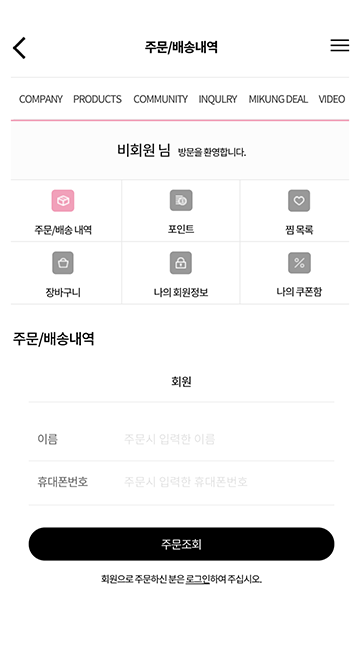 주문/배송내역
COMPANY PRODUCTS COMMUNITY INQULRY MIKUNG DEAL VIDEO
비회원 님 방문을 환영합니다.
주문/배송 내역 포인트 찜 목록
장바구니 나의 회원정보 나의 쿠폰함
주문/배송내역
회원
이름 주문시 입력한 이름
휴대폰번호 주문시 입력한 휴대폰번호
주문조회
회원으로 주문하신 분은 로그인하여 주십시오.